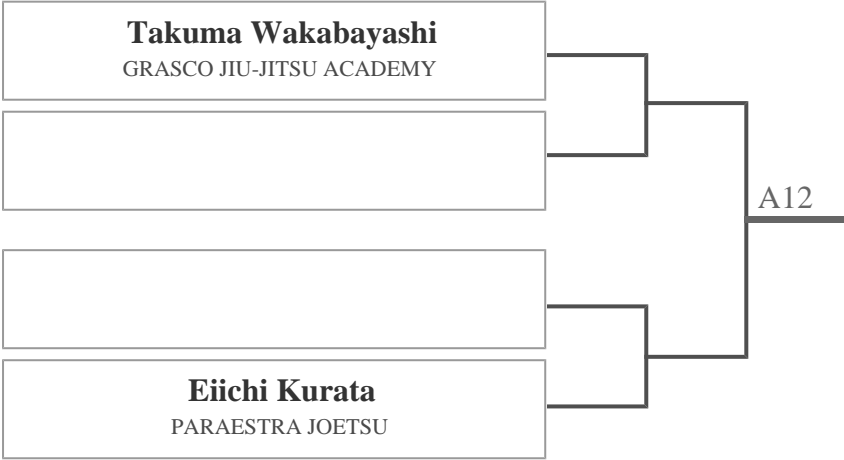 Takuma Wakabayashi
GRASCO JIU-JITSU ACADEMY
A12
Eiichi Kurata
PARAESTRA JOETSU